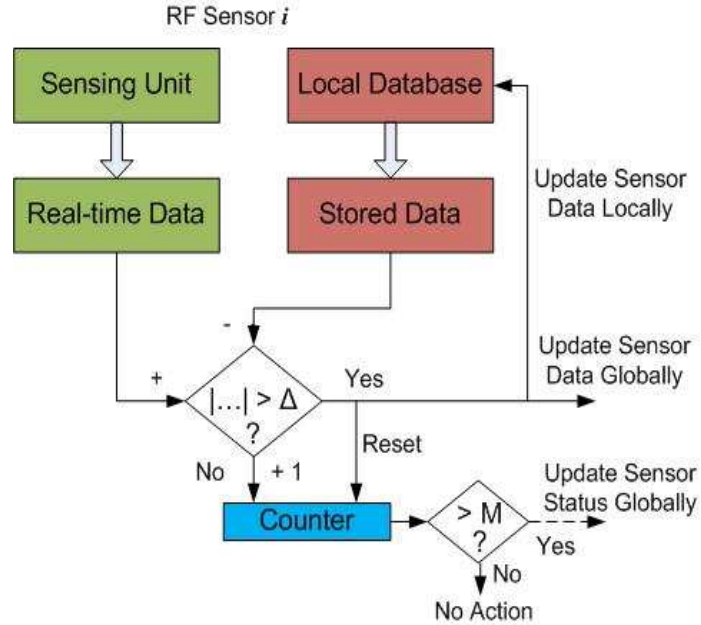 RF Sensor i
Sensing Unit
Local Database
Real-time Data
Stored Data
Update Sensor
Data Locally
-
+
|...| > Δ
?
Yes
Update Sensor
Data Globally
No
+ 1
Reset
Counter
> M
?
Update Sensor
Status Globally
Yes
No
No Action